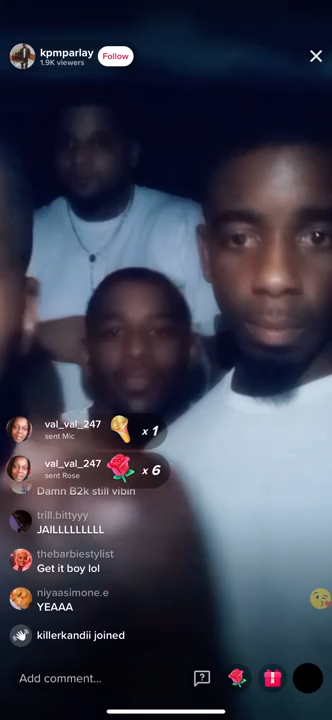 kpmparlay
1.9K viewers
Follow
val_val_247
sent Mic
x 1
val_val_247
sent Rose
x 6
Damn B2k still vibin
trill.bittyyy
JAILLLLLLLLL
thebarbiestylist
Get it boy lol
niyaasimone.e
YEAAA
killerkandii joined
Add comment...